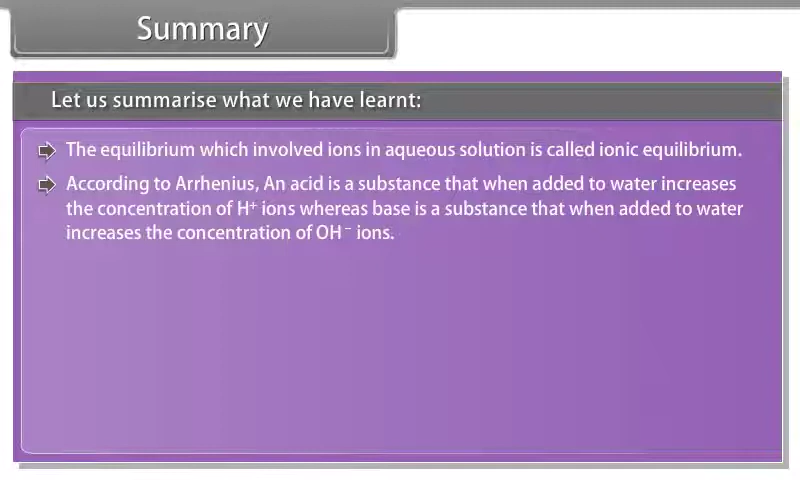 Summary
Let us summarise what we have learnt:
The equilibrium which involved ions in aqueous solution is called ionic equilibrium.
According to Arrhenius, An acid is a substance that when added to water increases
the concentration of H⁺ ions whereas base is a substance that when added to water
increases the concentration of OH⁻ ions.